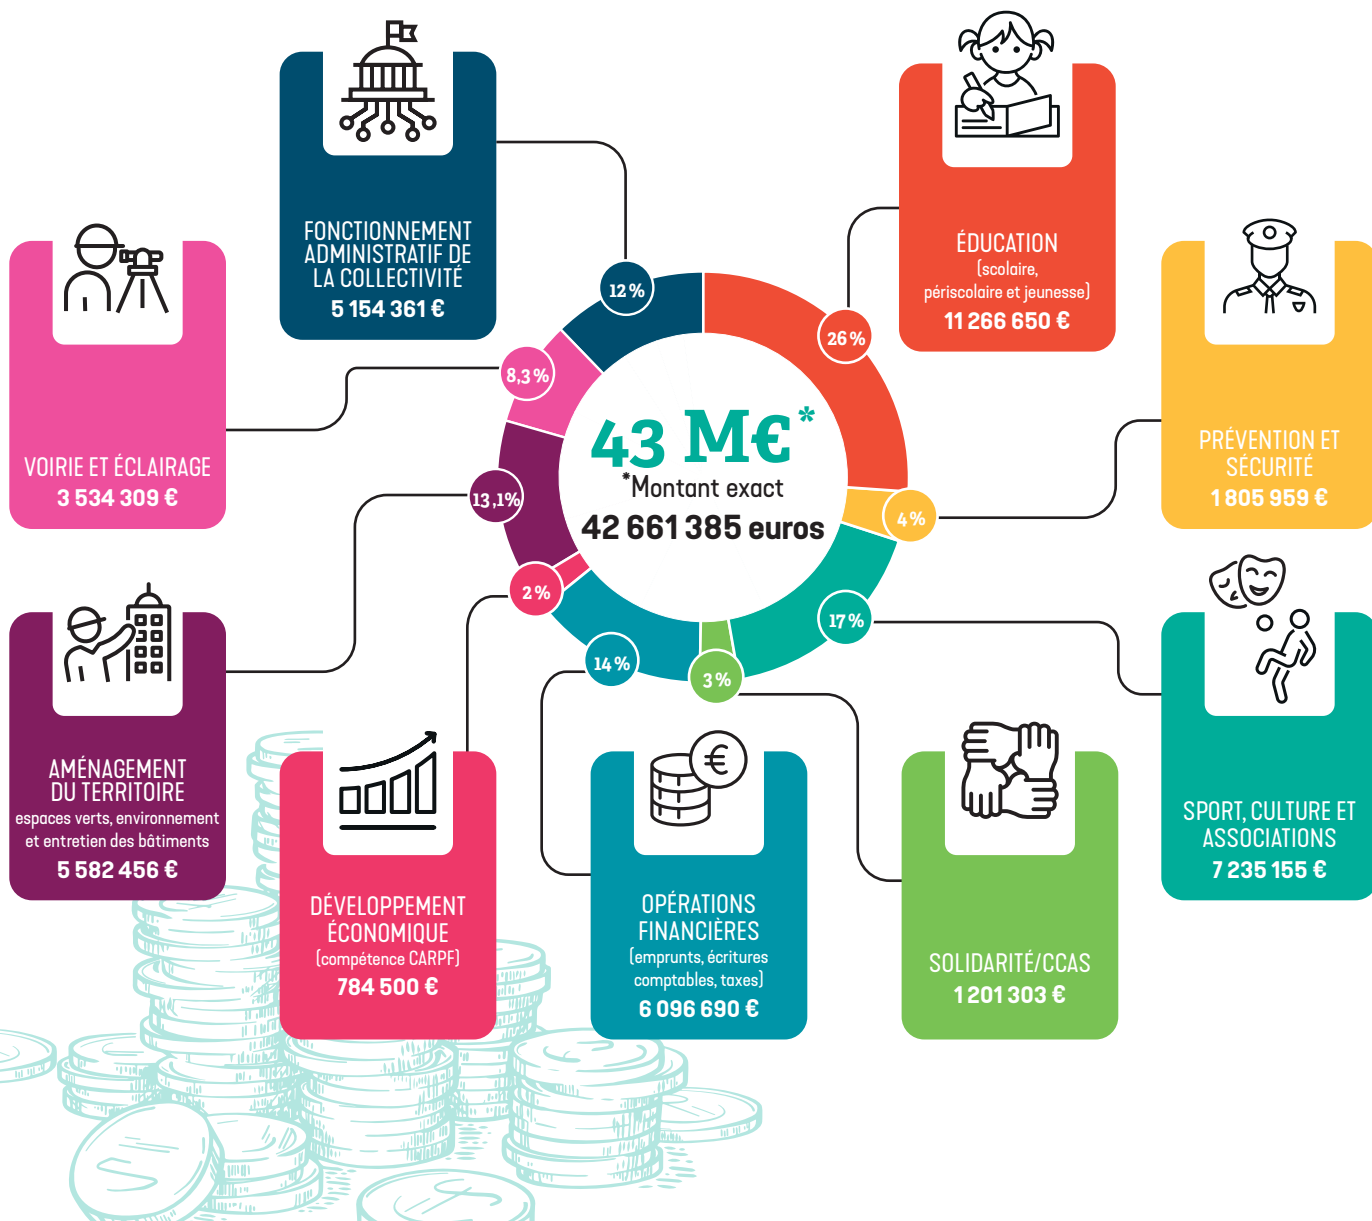 FONCTIONNEMENT
ADMINISTRATIF DE
LA COLLECTIVITÉ
5 154 361 €
ÉDUCATION
(scolaire,
périscolaire et jeunesse)
11 266 650 €
VOIRIE ET ÉCLAIRAGE
3 534 309 €
PRÉVENTION ET
SÉCURITÉ
1 805 959 €
12 %
26 %
8,3 %
4 %
13,1%
17 %
2 %
14 %
3 %
43 M€*
*Montant exact
42 661 385 euros
AMÉNAGEMENT
DU TERRITOIRE
espaces verts, environnement
et entretien des bâtiments
5 582 456 €
SPORT, CULTURE ET
ASSOCIATIONS
7 235 155 €
DÉVELOPPEMENT
ÉCONOMIQUE
(compétence CARPF)
784 500 €
€
OPÉRATIONS
FINANCIÈRES
(emprunts, écritures
comptables, taxes)
6 096 690 €
SOLIDARITÉ/CCAS
1 201 303 €